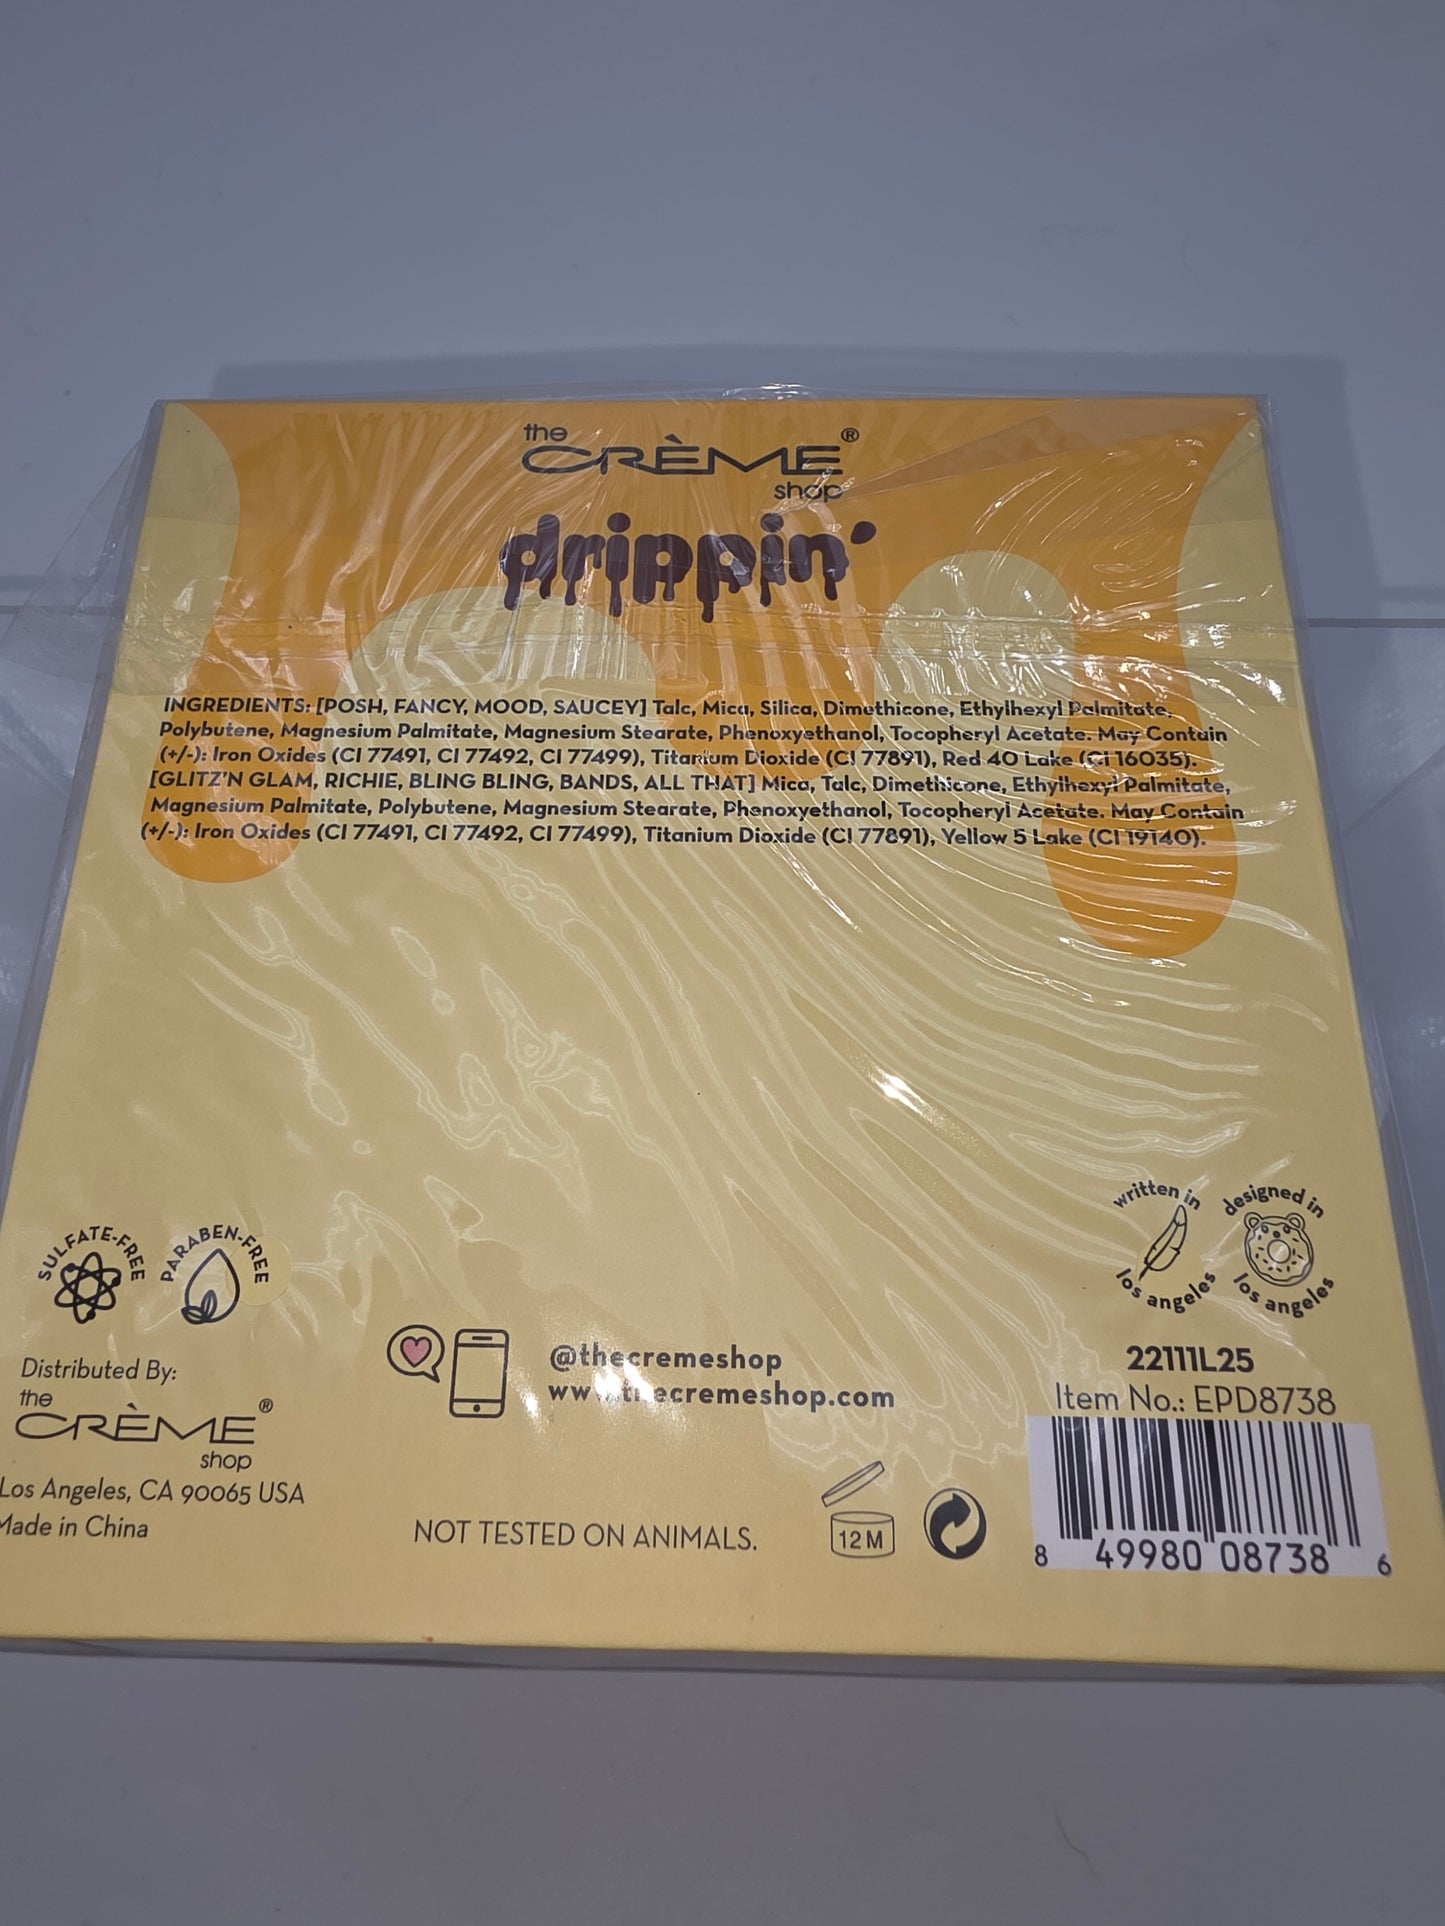 the
CRÈME®
shop
drippin'
INGREDIENTS: [POSH, FANCY, MOOD, SAUCEY] Talc, Mica, Silica, Dimethicone, Ethylhexyl Palmitate,
Polybutene, Magnesium Palmitate, Magnesium Stearate, Phenoxyethanol, Tocopheryl Acetate. May Contain
(+/-): Iron Oxides (CI 77491, CI 77492, CI 77499), Titanium Dioxide (CI 77891), Red 40 Lake (Ci 16035).
[GLITZ'N GLAM, RICHIE, BLING BLING, BANDS, ALL THAT] Mica, Talc, Dimethicone, Ethylhexyl Palmitate,
Magnesium Palmitate, Polybutene, Magnesium Stearate, Phenoxyethanol, Tocopheryl Acetate. May Contain
(+/-): Iron Oxides (CI 77491, CI 77492, CI 77499), Titanium Dioxide (CI 77891), Yellow 5 Lake (CI 19140).
SULFATE-FREE
PARABEN-FREE
written in
los angeles
designed in
los angeles
Distributed By:
the
CRÈME®
shop
Los Angeles, CA 90065 USA
Made in China
@thecremeshop
www.thecremeshop.com
NOT TESTED ON ANIMALS.
12M
22111L25
Item No.: EPD8738
8 49980 08738 6